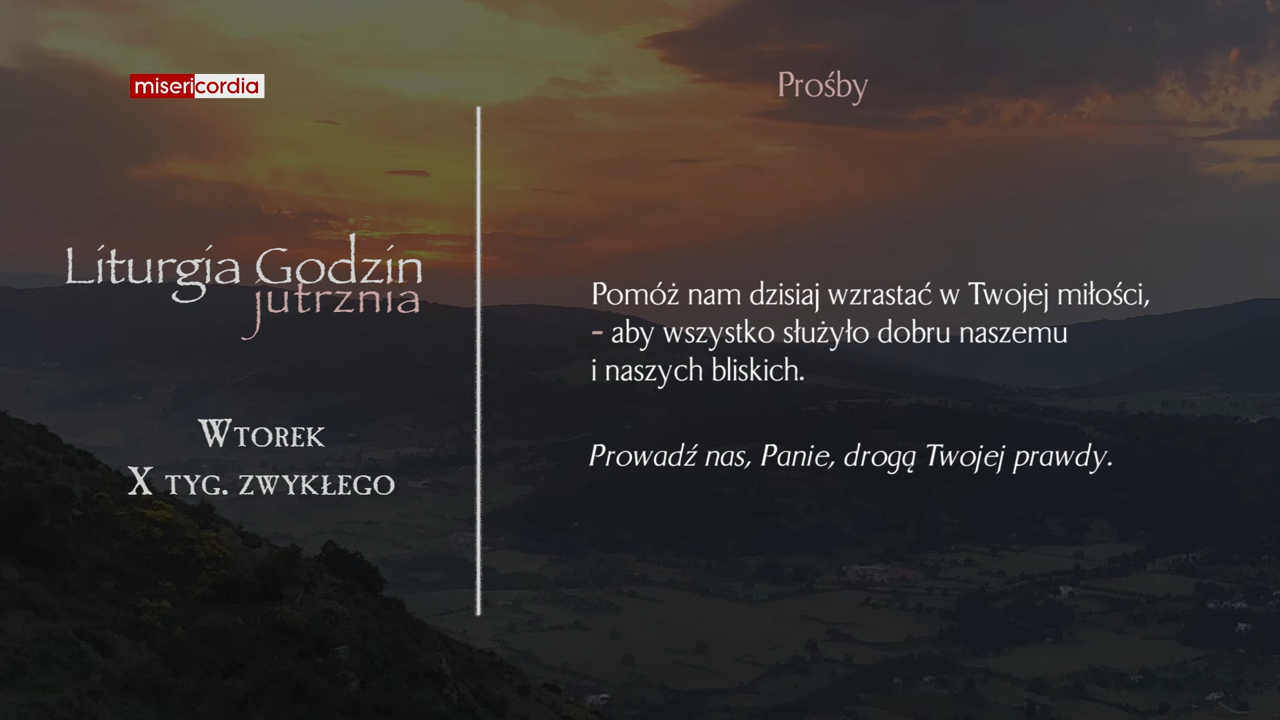 misericordia
Liturgia Godzin
jutrznia
Wtorek
X tyg. zwykłego
Prośby
Pomóż nam dzisiaj wzrastać w Twojej miłości,
- aby wszystko służyło dobru naszemu
i naszych bliskich.
Prowadź nas, Panie, drogą Twojej prawdy.